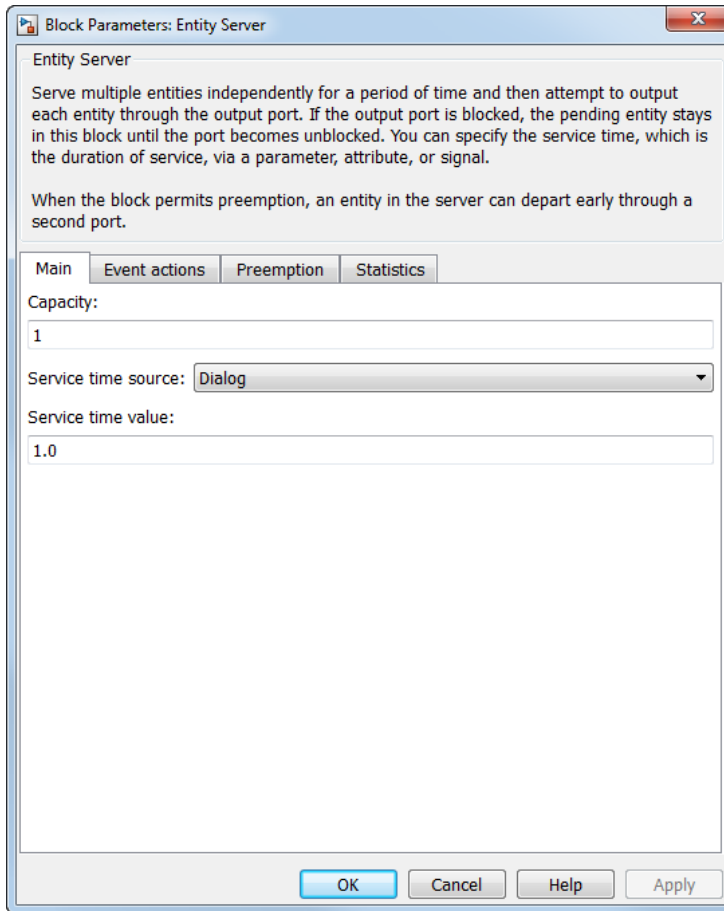 Block Parameters: Entity Server
Entity Server
Serve multiple entities independently for a period of time and then attempt to output
each entity through the output port. If the output port is blocked, the pending entity stays
in this block until the port becomes unblocked. You can specify the service time, which is
the duration of service, via a parameter, attribute, or signal.
When the block permits preemption, an entity in the server can depart early through a
second port.
Main Event actions Preemption Statistics
Capacity:
1
Service time source: Dialog
Service time value:
1.0
OK Cancel Help Apply